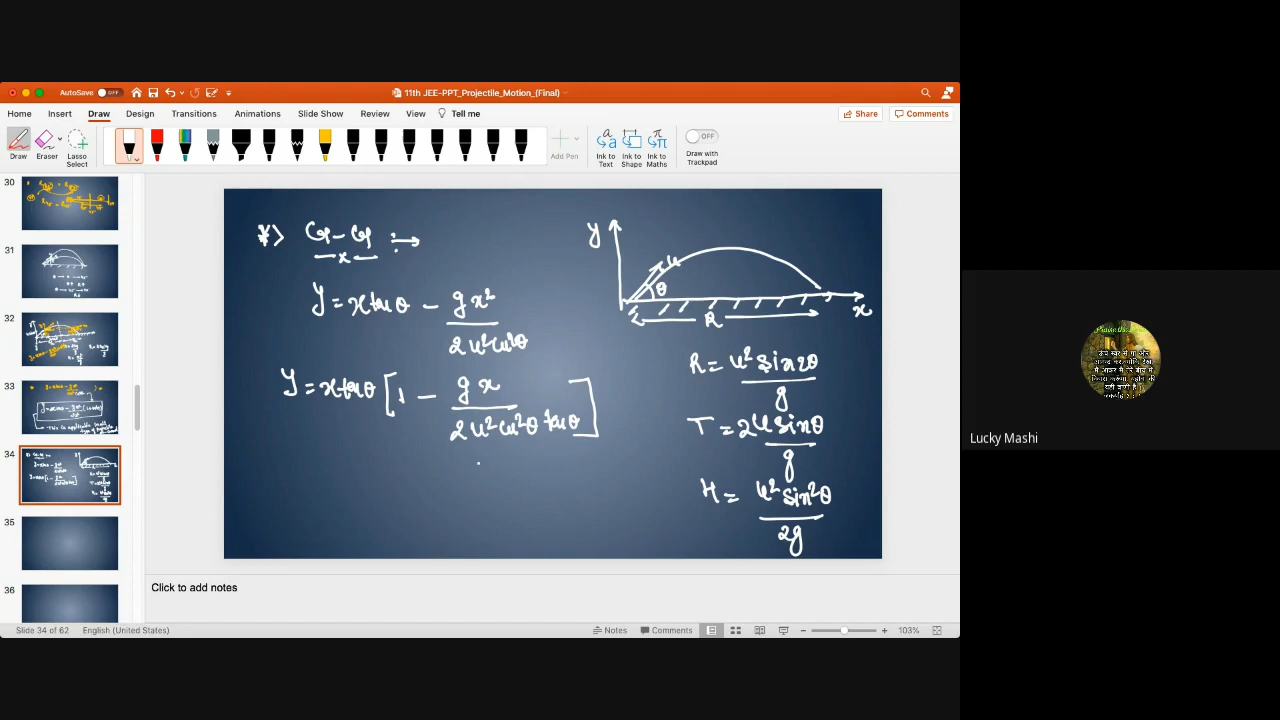 AutoSave OFF
11th JEE-PPT_Projectile_Motion_(Final)
Home Insert Draw Design Transitions Animations Slide Show Review View Tell me
Share Comments
Draw Eraser Lasso Select
Add Pen
Ink to Text Ink to Shape Ink to Maths
OFF
Draw with Trackpad
30
31
32
33
34
35
36
y = x tanθ - gx²/2u²cos²θ
y = x tanθ [1 - gx/2u²cos²θ tanθ]
y u θ R x
R = u² sin2θ/g
T = 2u sinθ/g
H = u² sin²θ/2g
Click to add notes
Slide 34 of 62 English (United States) Notes Comments 103%
Lucky Mashi